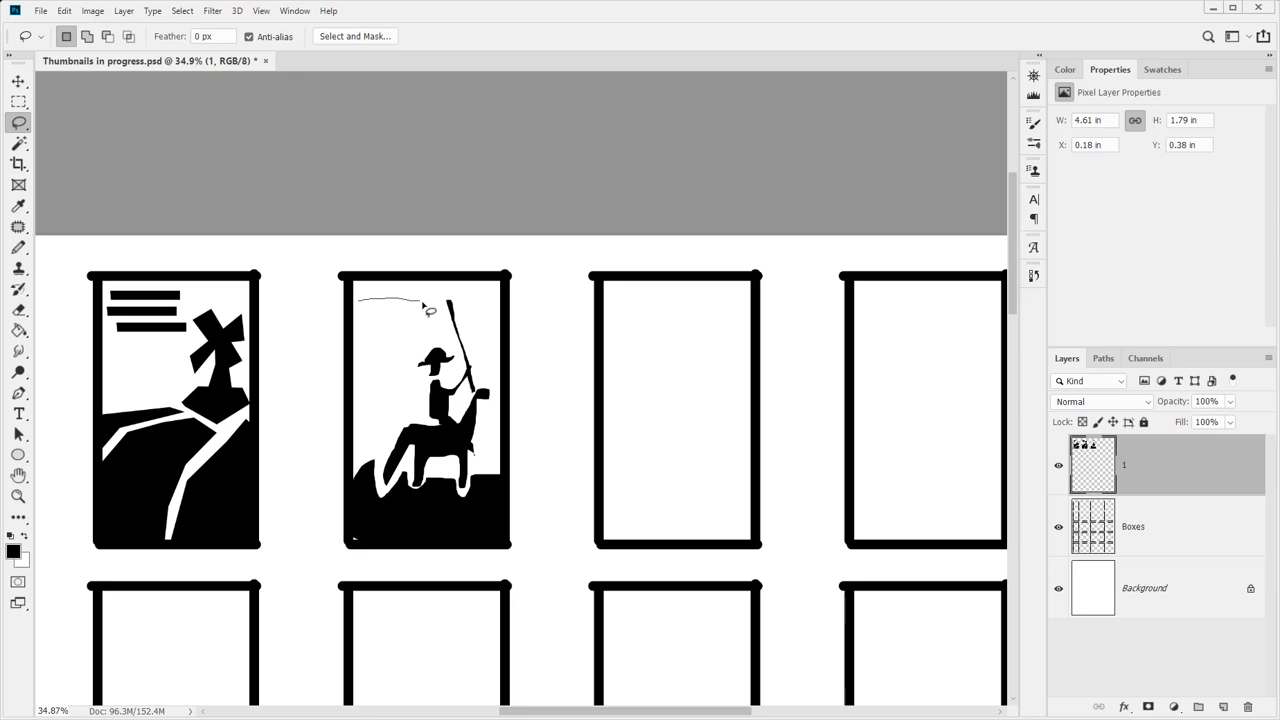 Ps File Edit Image Layer Type Select Filter 3D View Window Help
Feather: 0 px Anti-alias Select and Mask...
Thumbnails in progress.psd @ 34.9% (1, RGB/8) * ×
Color Properties Swatches
Pixel Layer Properties
W: 4.61 in H: 1.79 in
X: 0.18 in Y: 0.38 in
Layers Paths Channels
Kind
Normal Opacity: 100%
Lock: Fill: 100%
1
Boxes
Background
34.87% Doc: 96.3M/152.4M